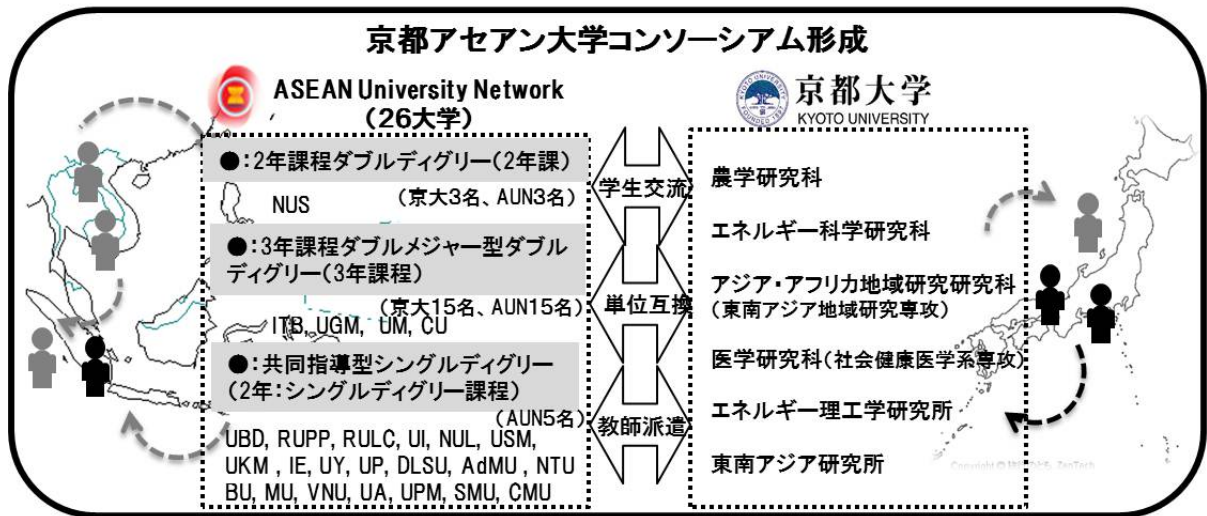 京都アセアン大学コンソーシアム形成
ASEAN University Network
(26大学)
●:2年課程ダブルディグリー(2年課)
(京大3名、AUN3名)
NUS
●:3年課程ダブルメジャー型ダブル
ディグリー(3年課程)
(京大15名、AUN15名)
ITB, UGM, UM, CU
●:共同指導型シングルディグリー
(2年:シングルディグリー課程)
(AUN5名)
UBD, RUPP, RULC, UI, NUL, USM,
UKM , IE, UY, UP, DLSU, AdMU , NTU
BU, MU, VNU, UA, UPM, SMU, CMU
学生交流
単位互換
教師派遣
京都大学
KYOTO UNIVERSITY
農学研究科
エネルギー科学研究科
アジア・アフリカ地域研究研究科
(東南アジア地域研究専攻)
医学研究科(社会健康医学系専攻)
エネルギー理工学研究所
東南アジア研究所